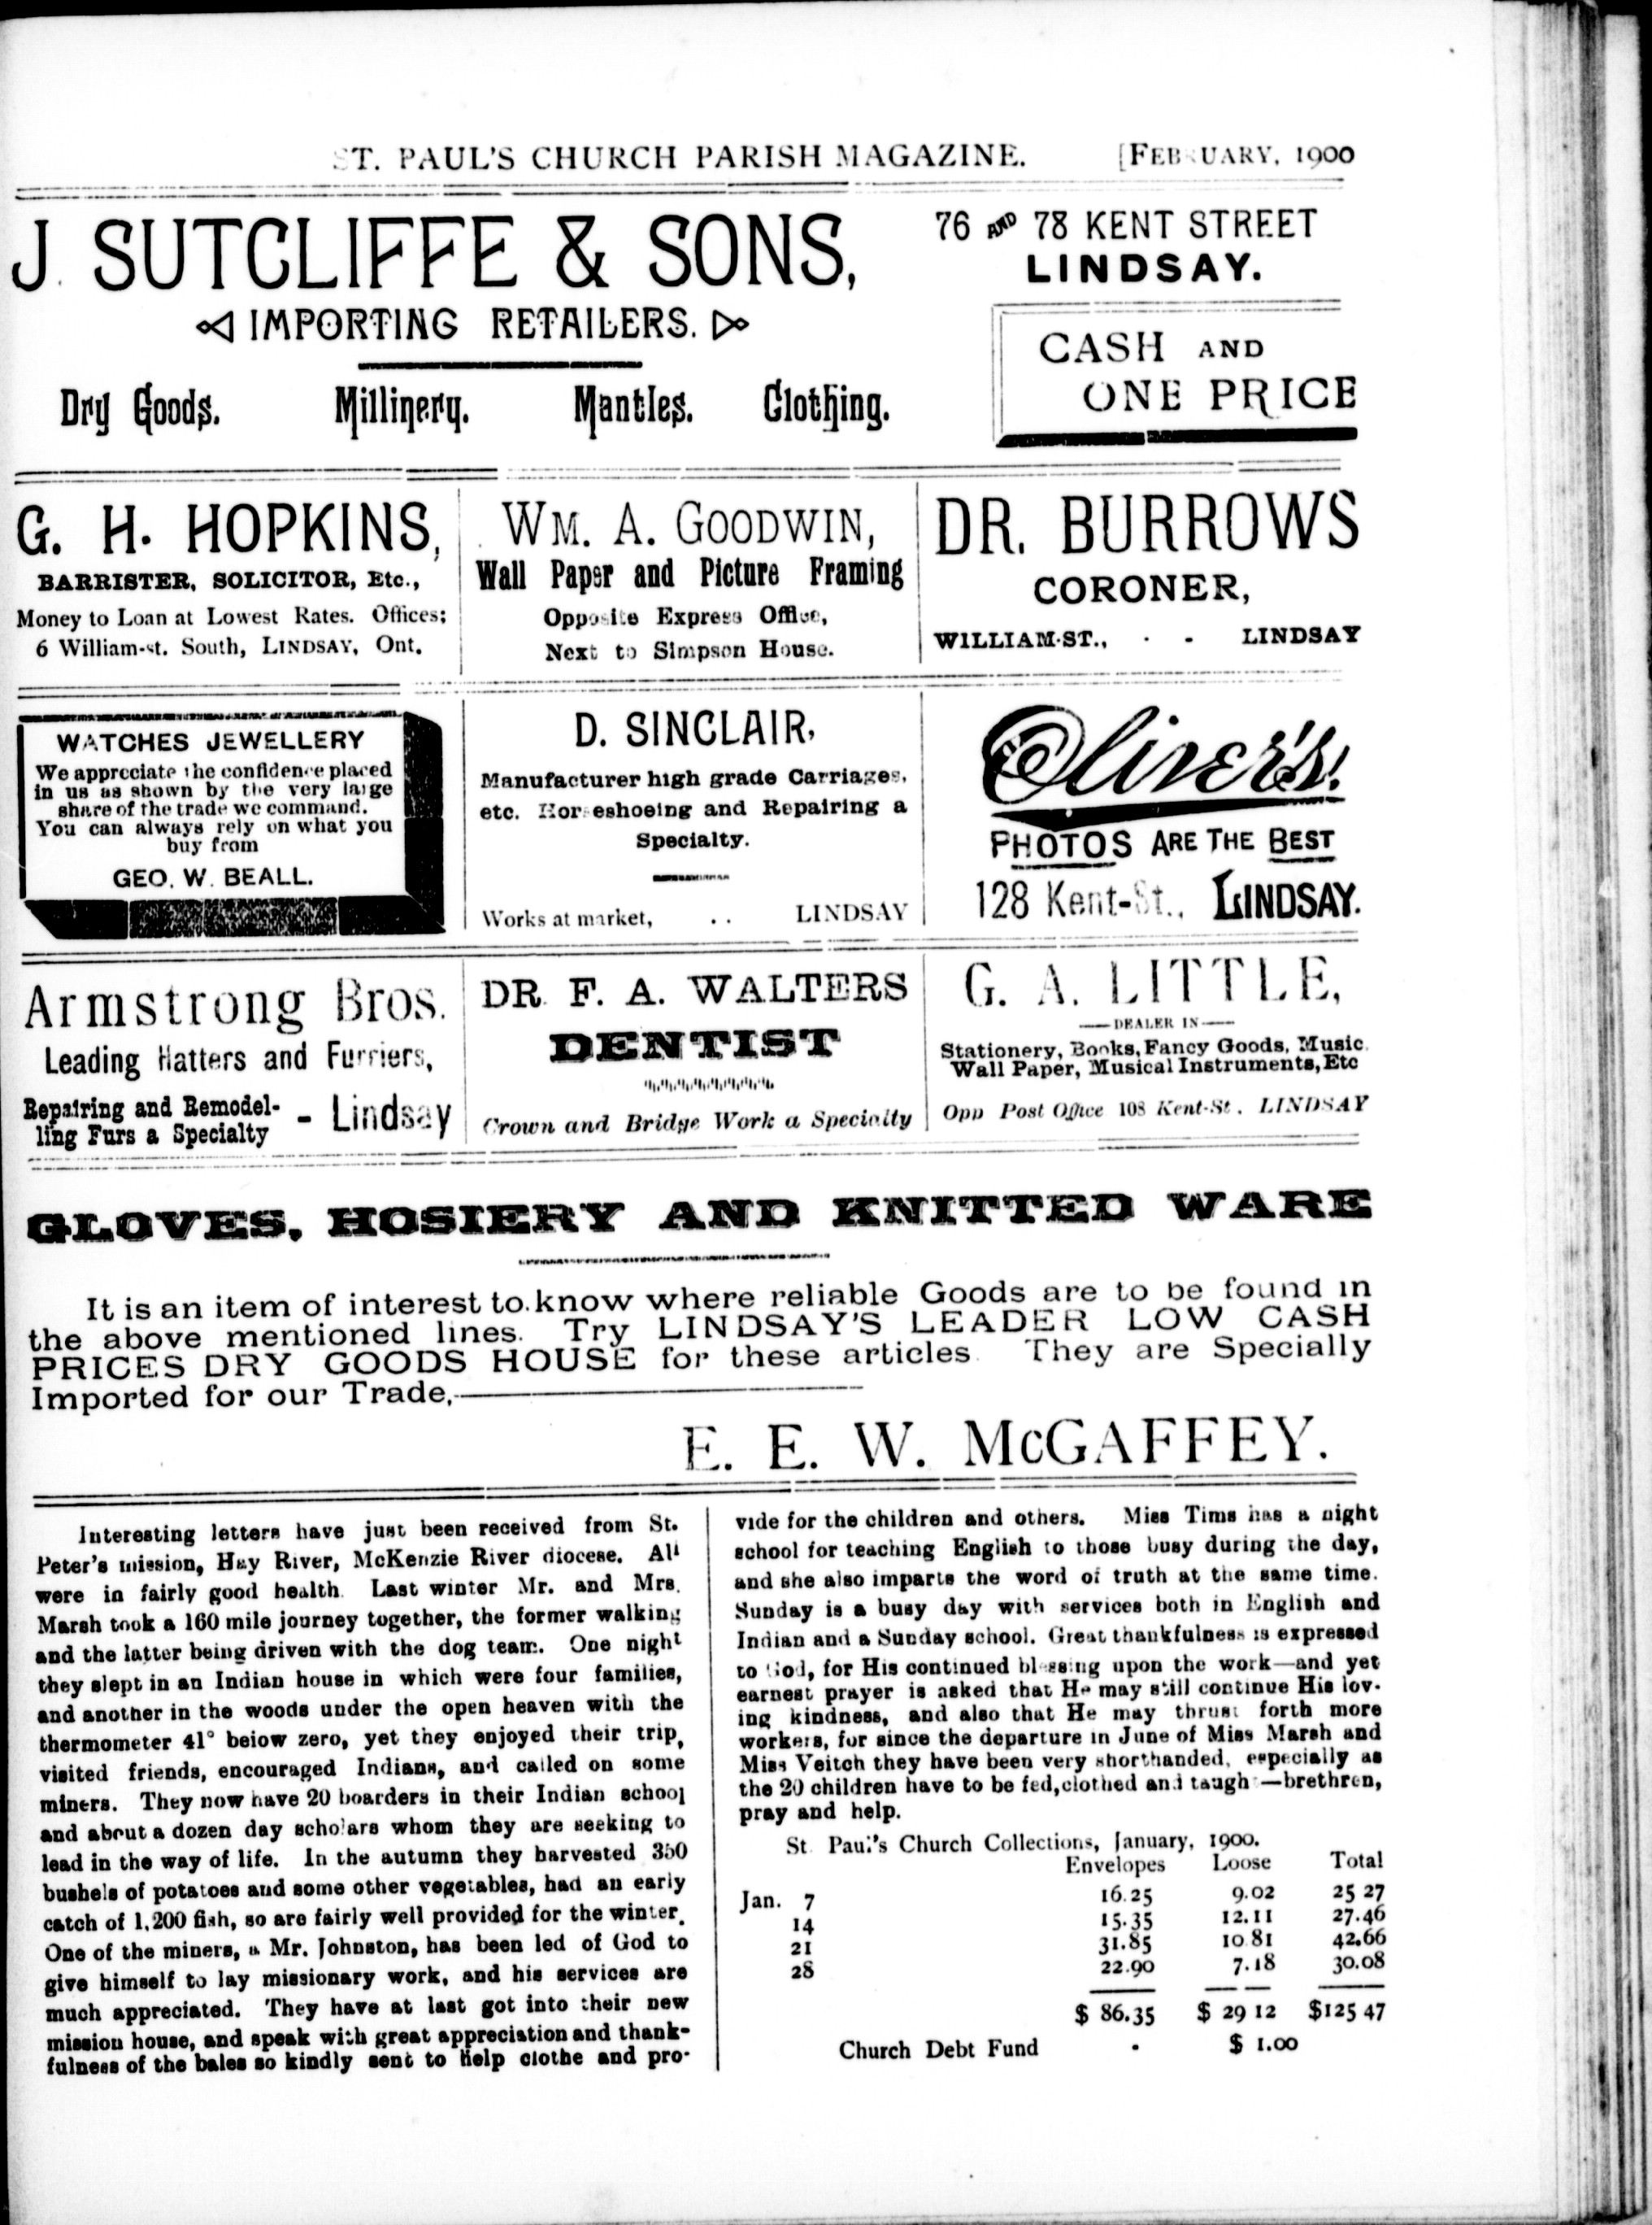 ST. PAUL'S CHURCH PARISH MAGAZINE. [FEBRUARY, 1900
J. SUTCLIFFE & SONS,
IMPORTING RETAILERS.
Dry Goods. Millinery. Mantles. Clothing.
76 AND 78 KENT STREET
LINDSAY.
CASH AND
ONE PRICE
G. H. HOPKINS,
BARRISTER, SOLICITOR, Etc.,
Money to Loan at Lowest Rates. Offices;
6 William-st. South, LINDSAY, Ont.
WM. A. GOODWIN,
Wall Paper and Picture Framing
Opposite Express Office,
Next to Simpson House.
DR. BURROWS
CORONER,
WILLIAM-ST., - - LINDSAY
WATCHES JEWELLERY
We appreciate the confidence placed
in us as shown by the very large
share of the trade we command.
You can always rely on what you
buy from
GEO. W. BEALL.
D. SINCLAIR,
Manufacturer high grade Carriages,
etc. Horseshoeing and Repairing a
Specialty.
Works at market, . . LINDSAY
Oliver's!
PHOTOS ARE THE BEST
128 Kent-St., LINDSAY.
Armstrong Bros.
Leading Hatters and Furriers,
Repairing and Remodel-
ling Furs a Specialty - Lindsay
DR. F. A. WALTERS
DENTIST
Crown and Bridge Work a Specialty
G. A. LITTLE,
—DEALER IN—
Stationery, Books, Fancy Goods, Music
Wall Paper, Musical Instruments, Etc
Opp Post Office 108 Kent-St. LINDSAY
GLOVES, HOSIERY AND KNITTED WARE
It is an item of interest to know where reliable Goods are to be found in
the above mentioned lines. Try LINDSAY'S LEADER LOW CASH
PRICES DRY GOODS HOUSE for these articles. They are Specially
Imported for our Trade,
E. E. W. McGAFFEY.
Interesting letters have just been received from St.
Peter's mission, Hay River, McKenzie River diocese. All
were in fairly good health. Last winter Mr. and Mrs.
Marsh took a 160 mile journey together, the former walking
and the latter being driven with the dog team. One night
they slept in an Indian house in which were four families,
and another in the woods under the open heaven with the
thermometer 41° below zero, yet they enjoyed their trip,
visited friends, encouraged Indians, and called on some
miners. They now have 20 boarders in their Indian school
and about a dozen day scholars whom they are seeking to
lead in the way of life. In the autumn they harvested 350
bushels of potatoes and some other vegetables, had an early
catch of 1,200 fish, so are fairly well provided for the winter.
One of the miners, a Mr. Johnston, has been led of God to
give himself to lay missionary work, and his services are
much appreciated. They have at last got into their new
mission house, and speak with great appreciation and thank-
fulness of the bales so kindly sent to help clothe and pro-
vide for the children and others. Miss Tims has a night
school for teaching English to those busy during the day,
and she also imparts the word of truth at the same time.
Sunday is a busy day with services both in English and
Indian and a Sunday school. Great thankfulness is expressed
to God, for His continued blessing upon the work—and yet
earnest prayer is asked that He may still continue His lov-
ing kindness, and also that He may thrust forth more
workers, for since the departure in June of Miss Marsh and
Miss Veitch they have been very shorthanded, especially as
the 20 children have to be fed, clothed and taught—brethren,
pray and help.
St. Paul's Church Collections, January, 1900.
Envelopes Loose Total
Jan. 7 16.25 9.02 25 27
14 15.35 12.11 27.46
21 31.85 10 81 42.66
28 22.90 7.18 30.08
$ 86.35 $ 29 12 $125 47
Church Debt Fund - $ 1.00